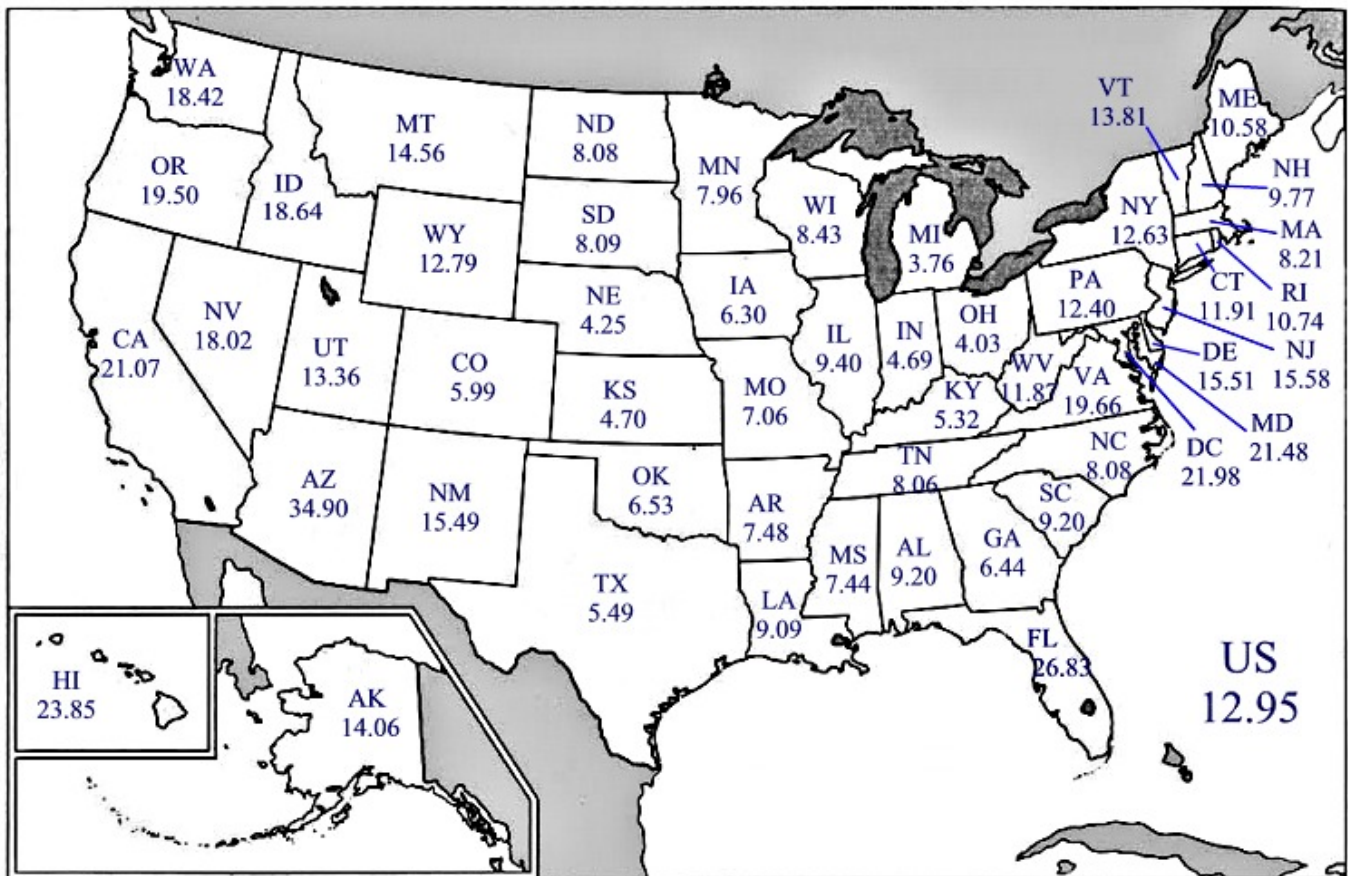 WA
18.42
MT
14.56
ND
8.08
MN
7.96
VT
13.81
ME
10.58
OR
19.50
ID
18.64
NH
9.77
SD
8.09
WI
8.43
MI
3.76
NY
12.63
MA
8.21
WY
12.79
PA
12.40
CT
11.91
RI
10.74
NE
4.25
IA
6.30
NV
18.02
CA
21.07
UT
13.36
CO
5.99
IL
9.40
IN
4.69
OH
4.03
WV
11.87
VA
19.66
DE
15.51
NJ
15.58
KS
4.70
MO
7.06
KY
5.32
MD
21.48
DC
21.98
AZ
34.90
NM
15.49
OK
6.53
AR
7.48
TN
8.06
NC
8.08
SC
9.20
MS
7.44
AL
9.20
GA
6.44
TX
5.49
LA
9.09
FL
26.83
US
12.95
HI
23.85
AK
14.06